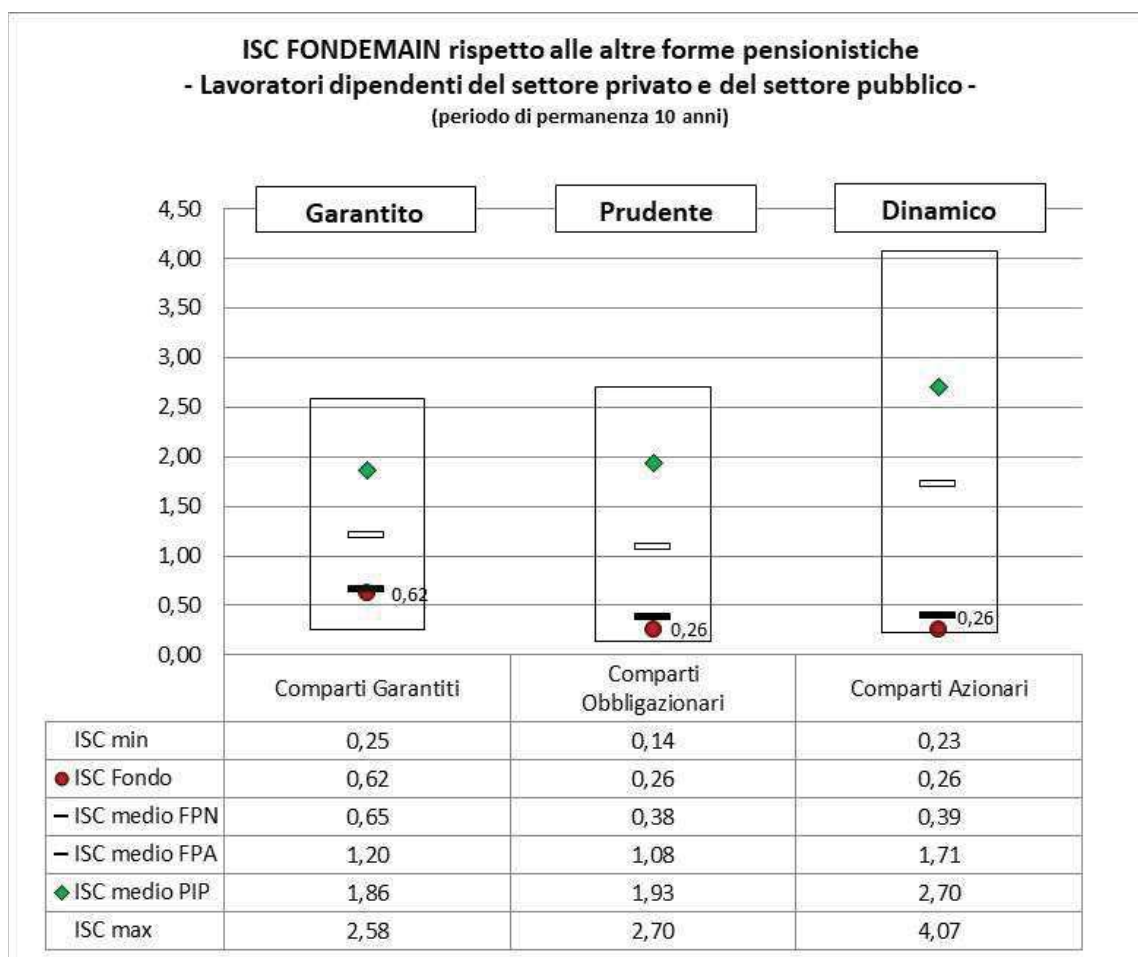 ISC FONDEMAIN rispetto alle altre forme pensionistiche
- Lavoratori dipendenti del settore privato e del settore pubblico -
(periodo di permanenza 10 anni)
Garantito Prudente Dinamico
4,50
4,00
3,50
3,00
2,50
2,00
1,50
1,00
0,50
0,00
0,62
0,26
0,26
Comparti Garantiti Comparti Obbligazionari Comparti Azionari
ISC min 0,25 0,14 0,23
ISC Fondo 0,62 0,26 0,26
ISC medio FPN 0,65 0,38 0,39
ISC medio FPA 1,20 1,08 1,71
ISC medio PIP 1,86 1,93 2,70
ISC max 2,58 2,70 4,07